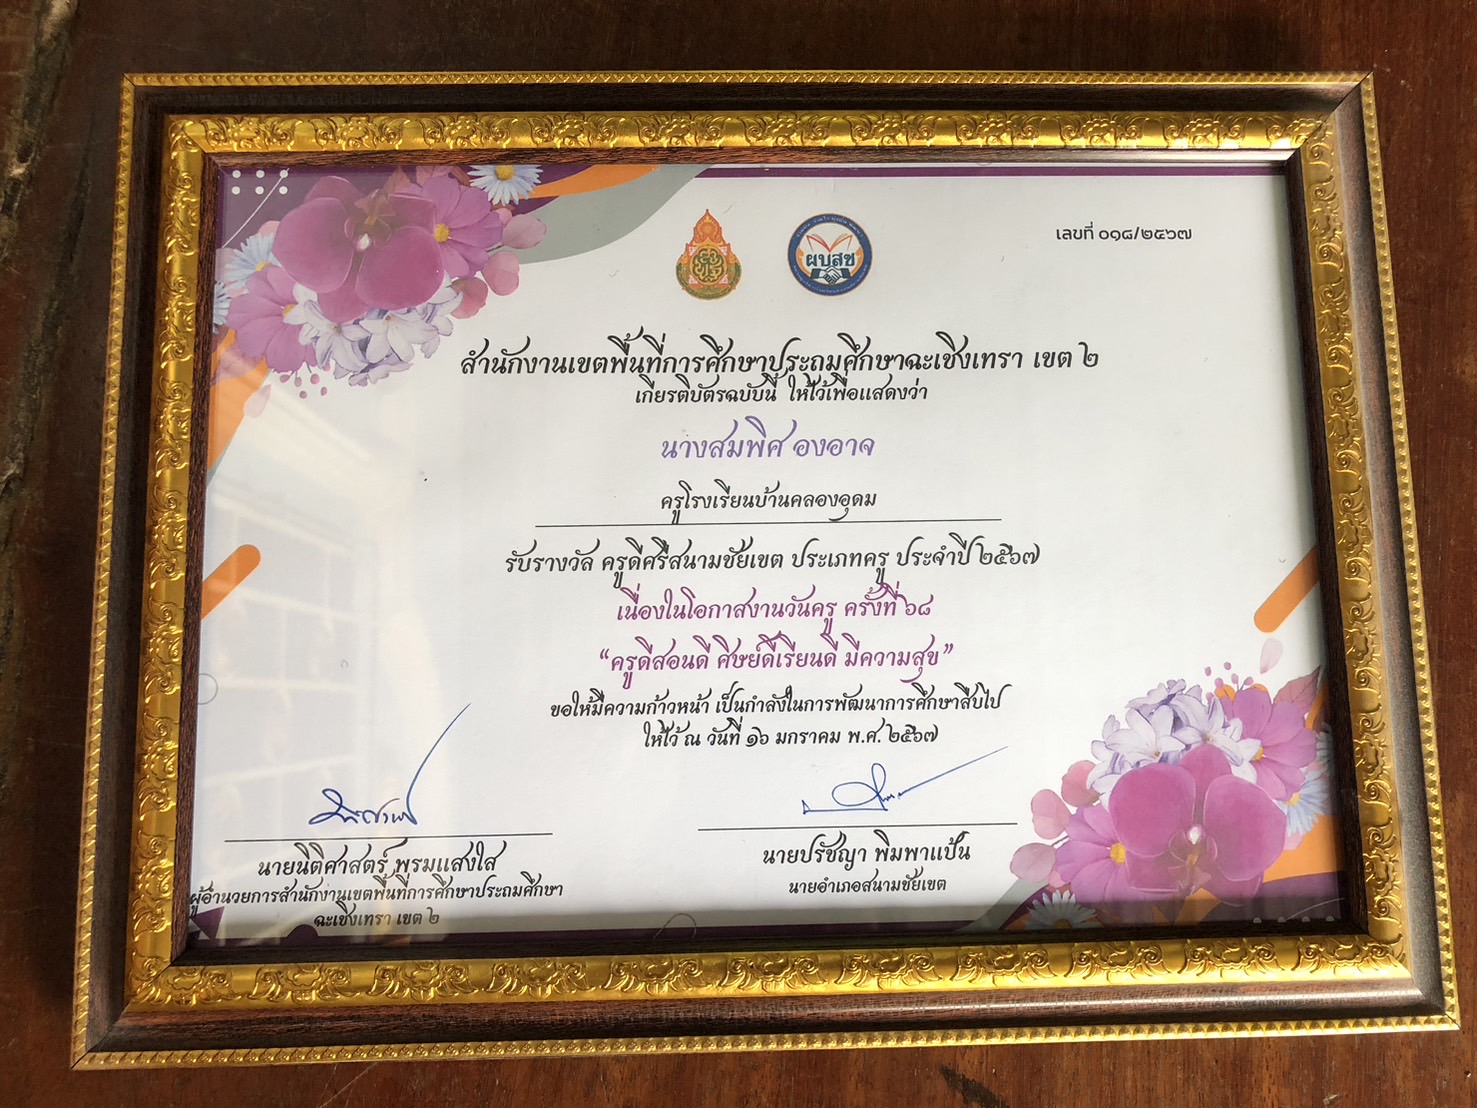 ผบสช
เลขที่ ๐๑๘/๒๕๖๗
สำนักงานเขตพื้นที่การศึกษาประถมศึกษาฉะเชิงเทรา เขต ๒
เกียรติบัตรฉบับนี้ ให้ไว้เพื่อแสดงว่า
นางสมพิศ องอาจ
ครูโรงเรียนบ้านคลองอุดม
รับรางวัล ครูดีศรีสนามชัยเขต ประเภทครู ประจำปี ๒๕๖๗
เนื่องในโอกาสงานวันครู ครั้งที่ ๖๘
“ครูดีสอนดี ศิษย์ดีเรียนดี มีความสุข”
ขอให้มีความก้าวหน้า เป็นกำลังในการพัฒนาการศึกษาสืบไป
ให้ไว้ ณ วันที่ ๑๖ มกราคม พ.ศ. ๒๕๖๗
นายนิติศาสตร์ พรมแสงใส
ผู้อำนวยการสำนักงานเขตพื้นที่การศึกษาประถมศึกษา
ฉะเชิงเทรา เขต ๒
นายปรัชญา พิมพาแป้น
นายอำเภอสนามชัยเขต